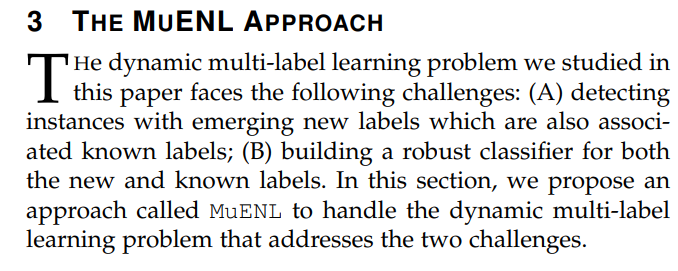 3 THE MUENL APPROACH
THe dynamic multi-label learning problem we studied in
this paper faces the following challenges: (A) detecting
instances with emerging new labels which are also associ-
ated known labels; (B) building a robust classifier for both
the new and known labels. In this section, we propose an
approach called MuENL to handle the dynamic multi-label
learning problem that addresses the two challenges.